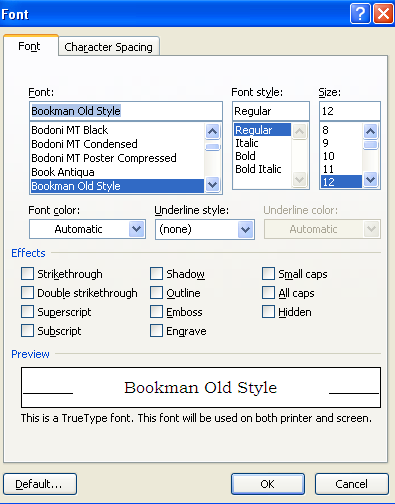 Font
Font Character Spacing
Font: Font style: Size:
Bookman Old Style Regular 12
Bodoni MT Black Regular 8
Bodoni MT Condensed Italic 9
Bodoni MT Poster Compressed Bold 10
Book Antiqua Bold Italic 11
Bookman Old Style 12
Font color: Underline style: Underline color:
Automatic (none) Automatic
Effects
Strikethrough Shadow Small caps
Double strikethrough Outline All caps
Superscript Emboss Hidden
Subscript Engrave
Preview
Bookman Old Style
This is a TrueType font. This font will be used on both printer and screen.
Default... OK Cancel